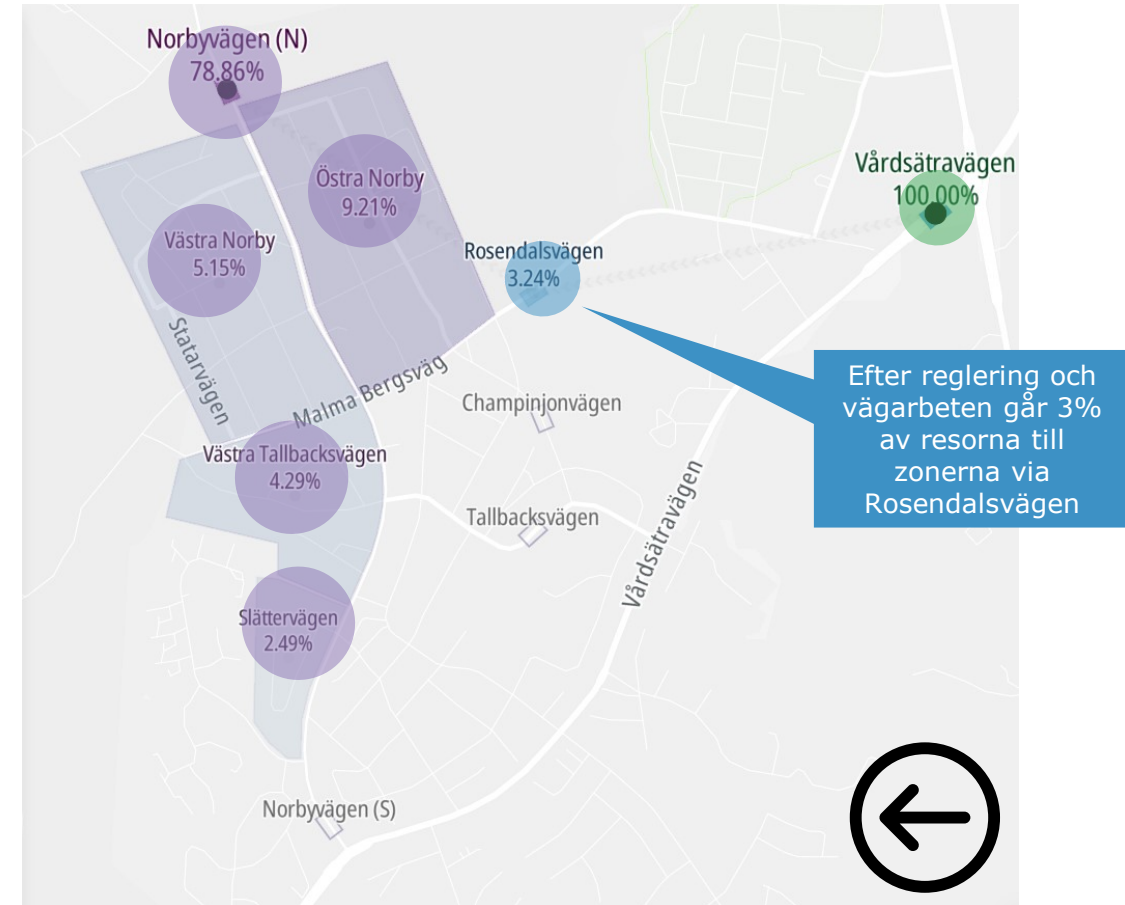 Norbyvägen (N)
78.86%
Östra Norby
9.21%
Vårdsätravägen
100.00%
Västra Norby
5.15%
Rosendalsvägen
3.24%
Statarvägen
Malma Bergsväg
Champinjonvägen
Efter reglering och
vägarbeten går 3%
av resorna till
zonerna via
Rosendalsvägen
Västra Tallbacksvägen
4.29%
Tallbacksvägen
Vårdsätravägen
Slåttervägen
2.49%
Norbyvägen (S)